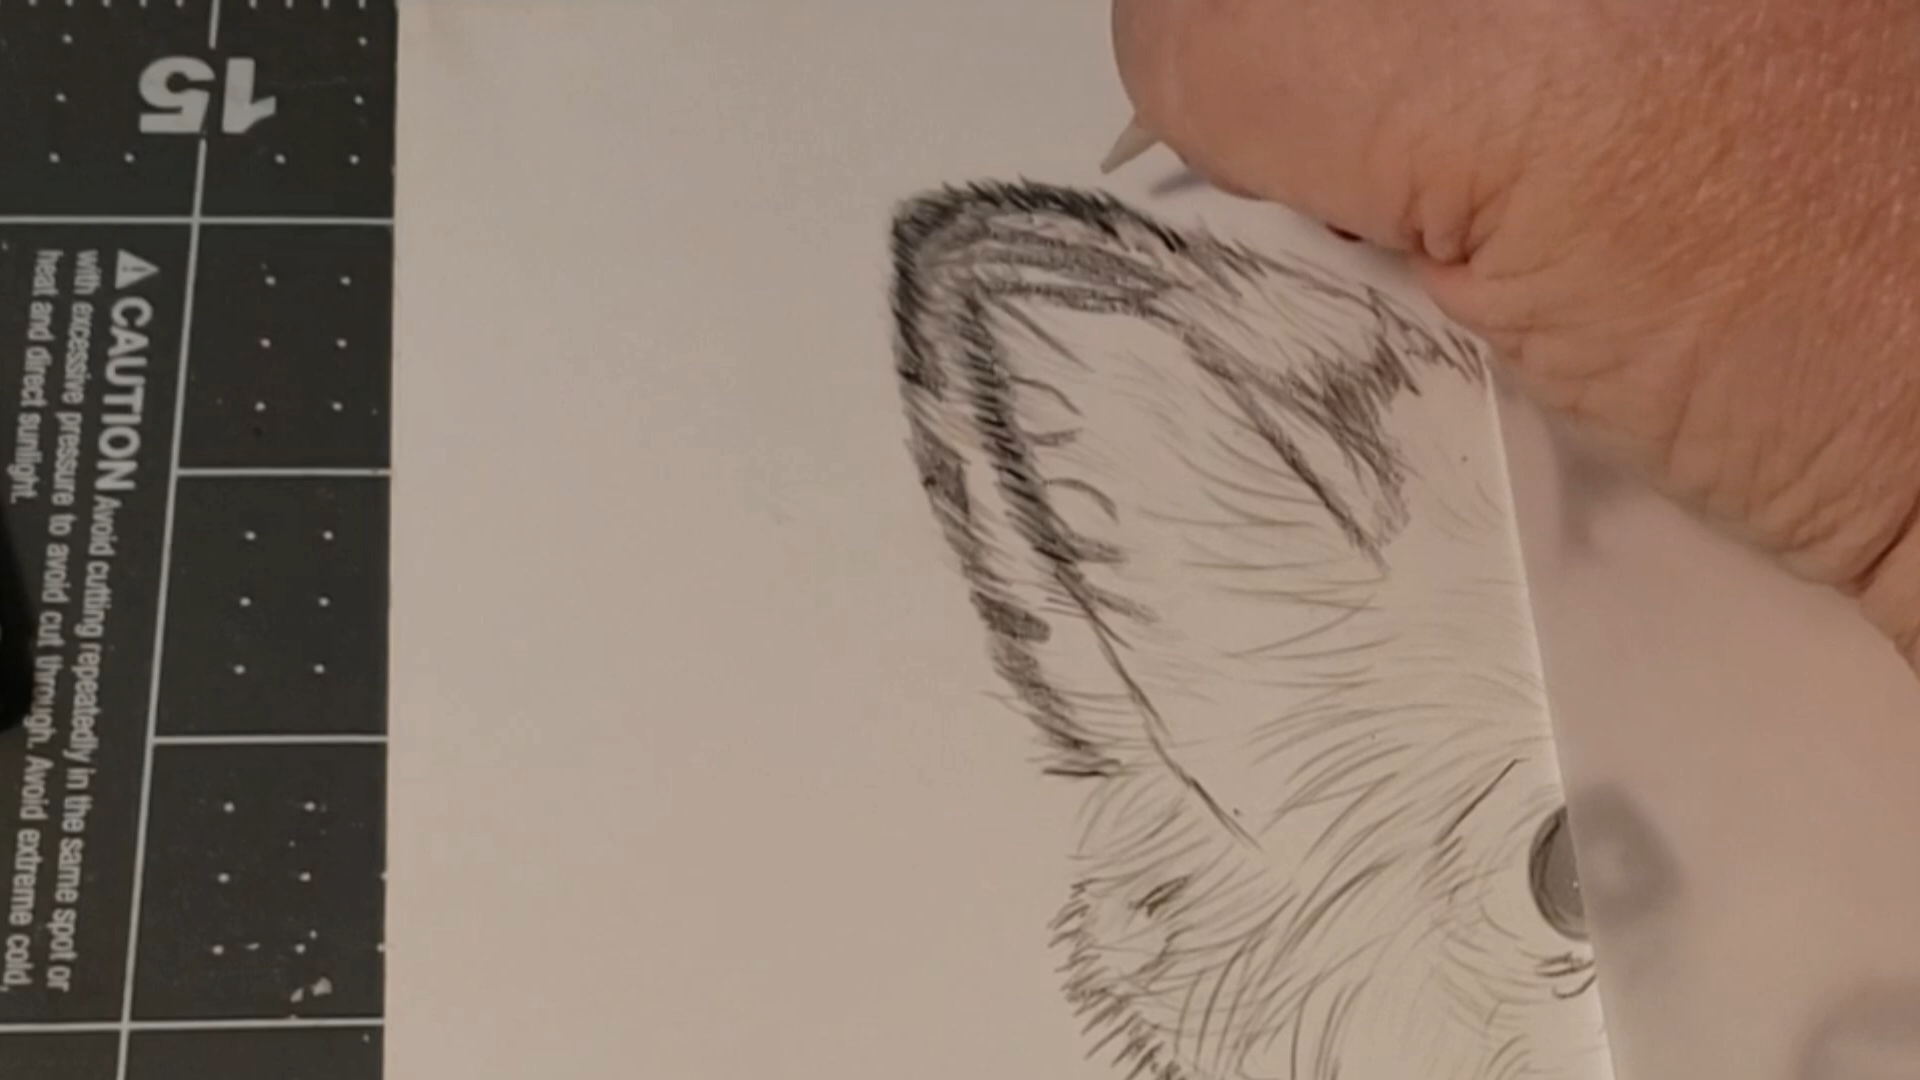 15
⚠ CAUTION Avoid cutting repeatedly in the same spot or
with excessive pressure to avoid cut through. Avoid extreme cold,
heat and direct sunlight.